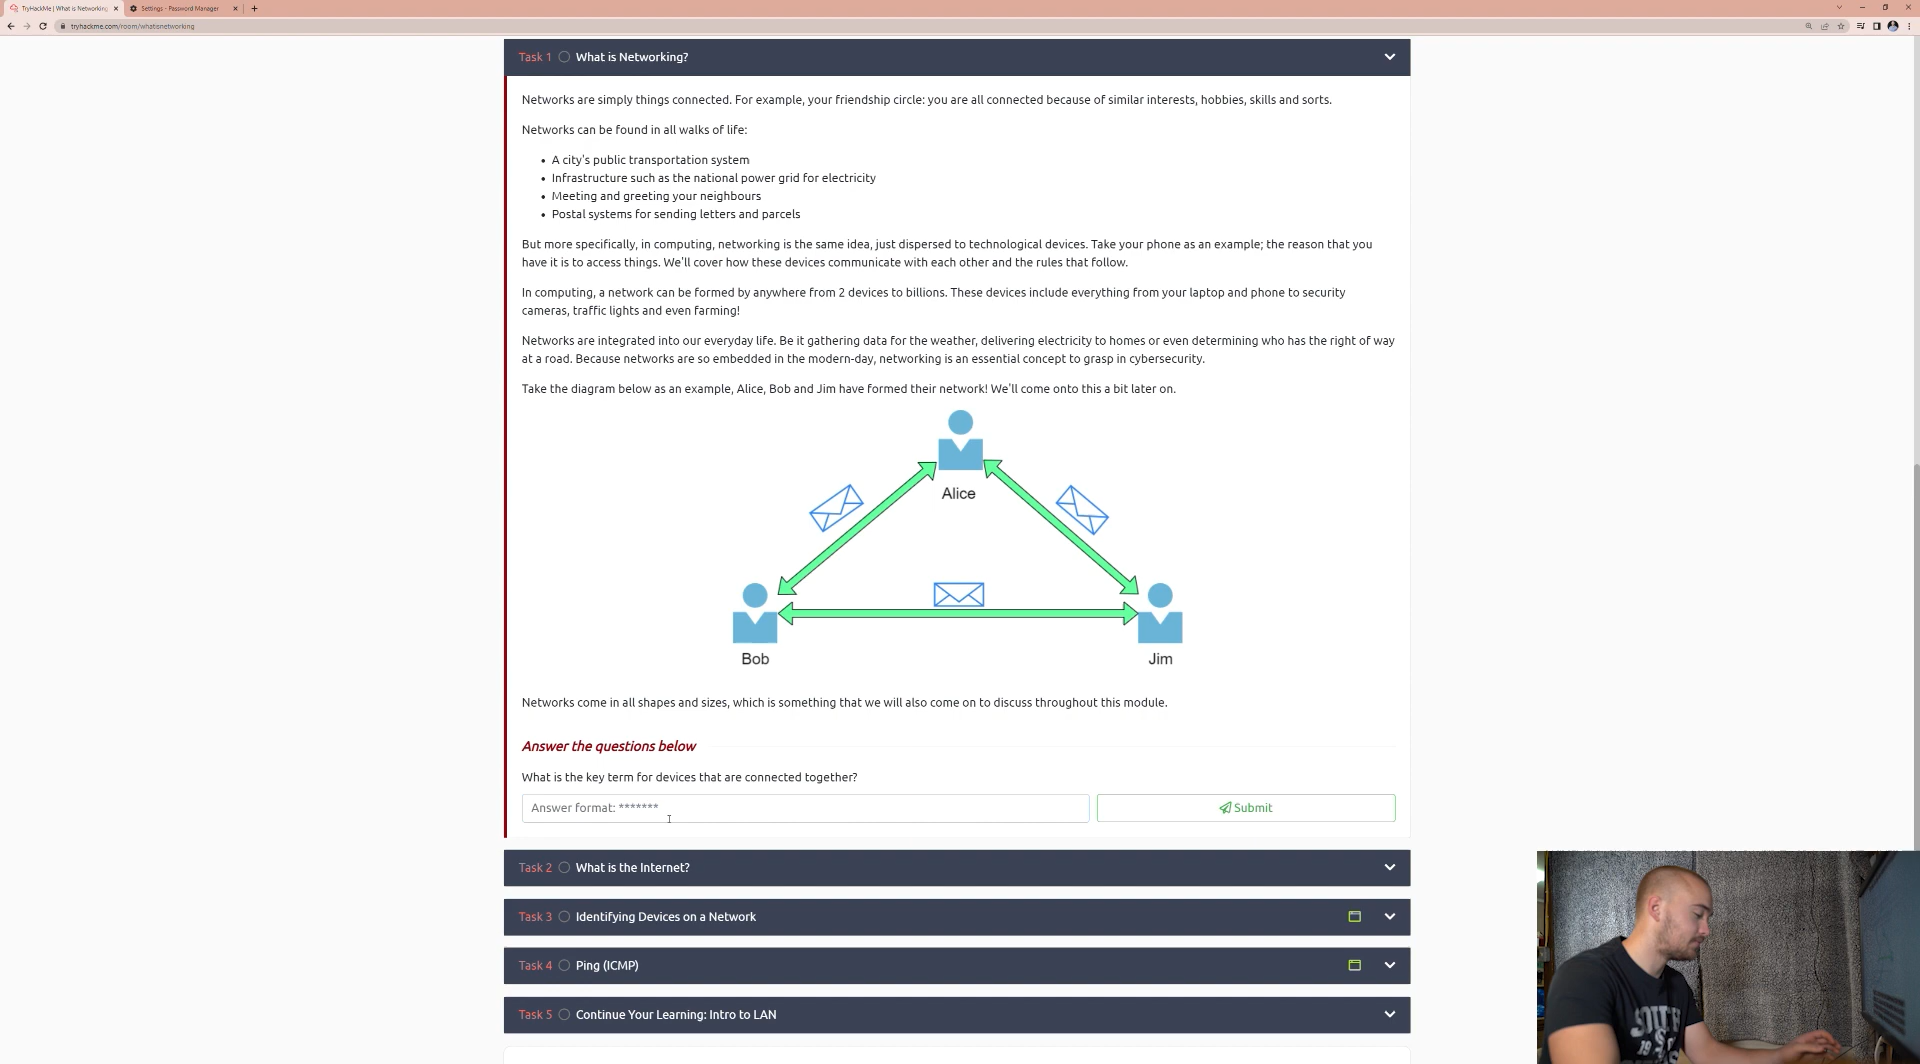 TryHackMe | What is Networking
Settings - Password Manager
tryhackme.com/room/whatisnetworking
Task 1 What is Networking?
Networks are simply things connected. For example, your friendship circle: you are all connected because of similar interests, hobbies, skills and sorts.
Networks can be found in all walks of life:
• A city's public transportation system
• Infrastructure such as the national power grid for electricity
• Meeting and greeting your neighbours
• Postal systems for sending letters and parcels
But more specifically, in computing, networking is the same idea, just dispersed to technological devices. Take your phone as an example; the reason that you
have it is to access things. We'll cover how these devices communicate with each other and the rules that follow.
In computing, a network can be formed by anywhere from 2 devices to billions. These devices include everything from your laptop and phone to security
cameras, traffic lights and even farming!
Networks are integrated into our everyday life. Be it gathering data for the weather, delivering electricity to homes or even determining who has the right of way
at a road. Because networks are so embedded in the modern-day, networking is an essential concept to grasp in cybersecurity.
Take the diagram below as an example, Alice, Bob and Jim have formed their network! We'll come onto this a bit later on.
Alice
Bob
Jim
Networks come in all shapes and sizes, which is something that we will also come on to discuss throughout this module.
Answer the questions below
What is the key term for devices that are connected together?
Answer format: *******
Submit
Task 2 What is the Internet?
Task 3 Identifying Devices on a Network
Task 4 Ping (ICMP)
Task 5 Continue Your Learning: Intro to LAN
SOUTH